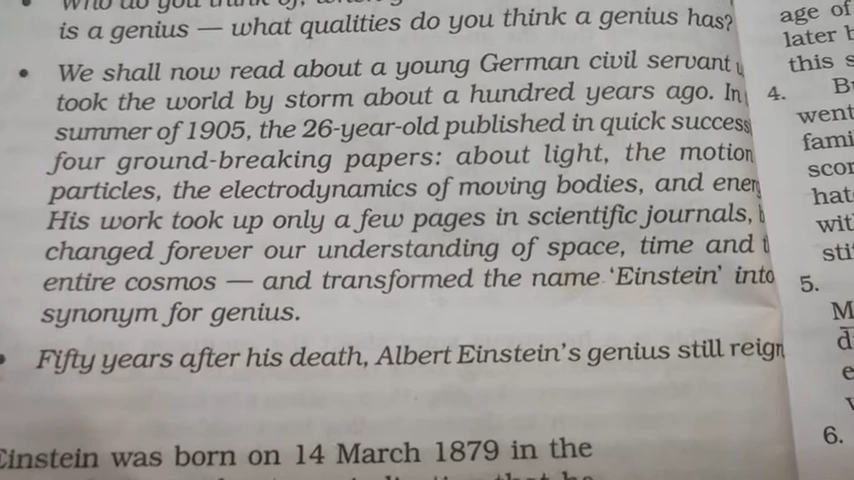 is a genius — what qualities do you think a genius has?
• We shall now read about a young German civil servant
took the world by storm about a hundred years ago. In
summer of 1905, the 26-year-old published in quick success
four ground-breaking papers: about light, the motion
particles, the electrodynamics of moving bodies, and energ
His work took up only a few pages in scientific journals,
changed forever our understanding of space, time and t
entire cosmos — and transformed the name 'Einstein' into
synonym for genius.
• Fifty years after his death, Albert Einstein's genius still reign
Einstein was born on 14 March 1879 in the
age of
later b
this s
4. Br
went
fami
scor
hat
wit
sti
5.
M
d
e
6.